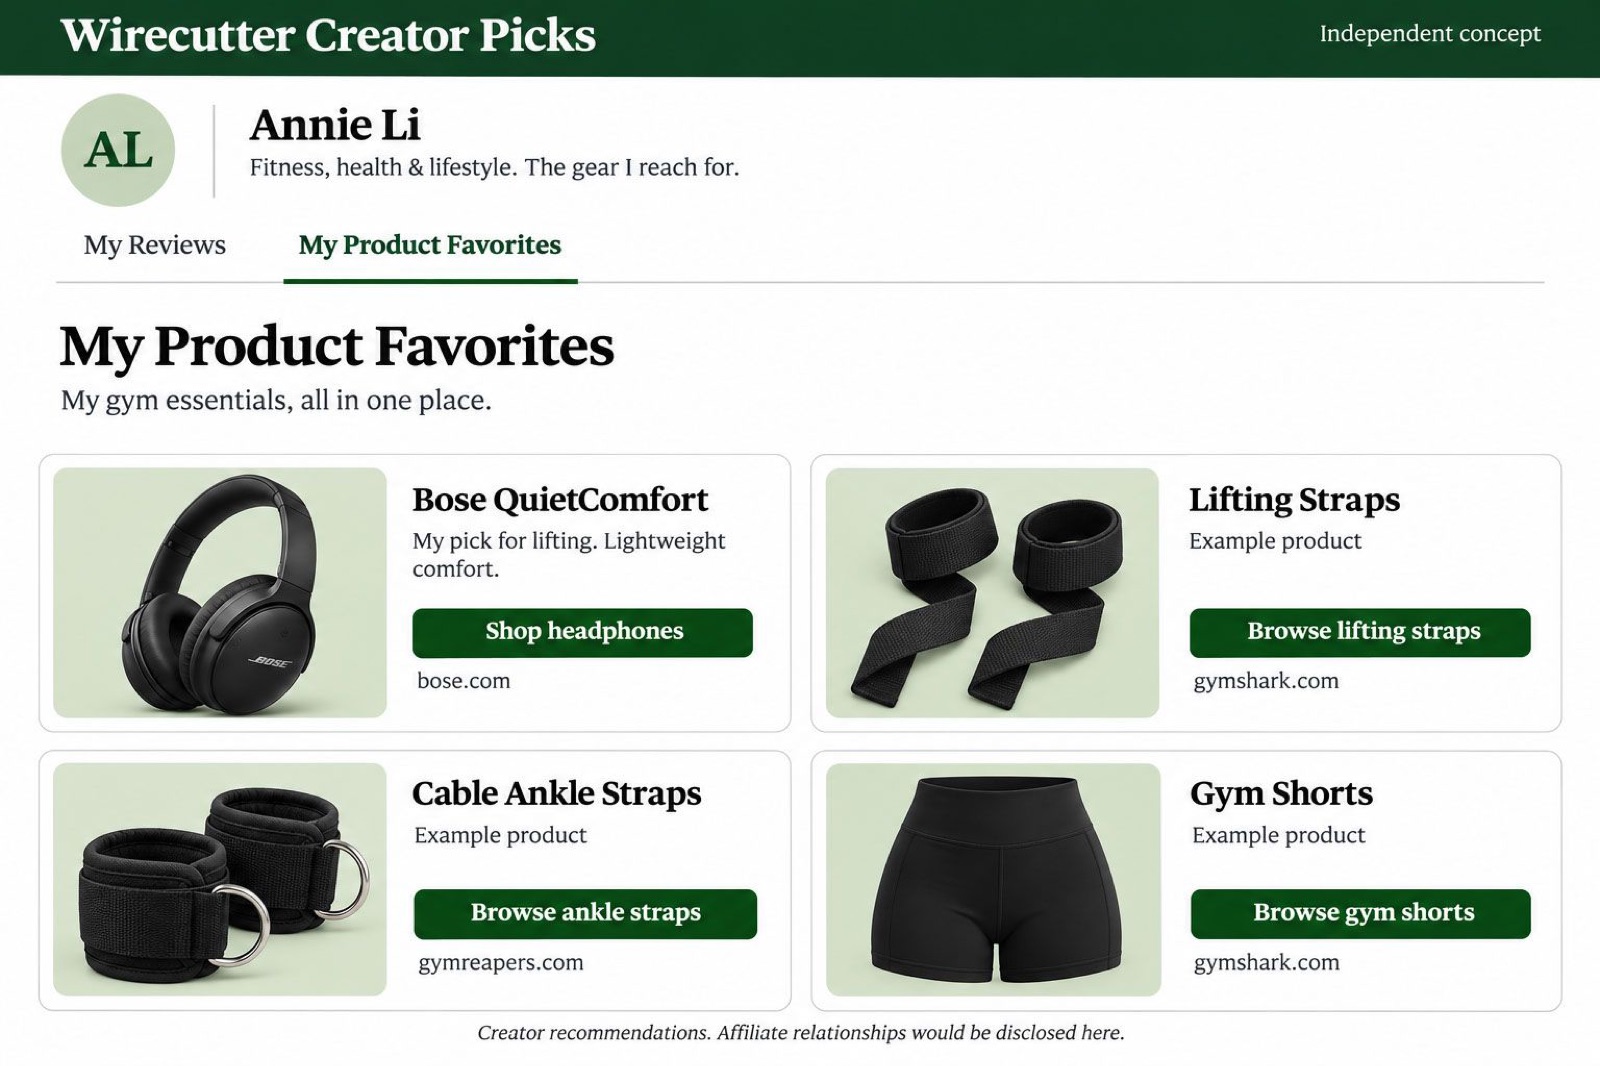 Wirecutter Creator Picks
Independent concept
AL
Annie Li
Fitness, health & lifestyle. The gear I reach for.
My Reviews
My Product Favorites
My Product Favorites
My gym essentials, all in one place.
Bose QuietComfort
My pick for lifting. Lightweight
comfort.
Shop headphones
bose.com
BOSE
Lifting Straps
Example product
Browse lifting straps
gymshark.com
Cable Ankle Straps
Example product
Browse ankle straps
gymreapers.com
Gym Shorts
Example product
Browse gym shorts
gymshark.com
Creator recommendations. Affiliate relationships would be disclosed here.